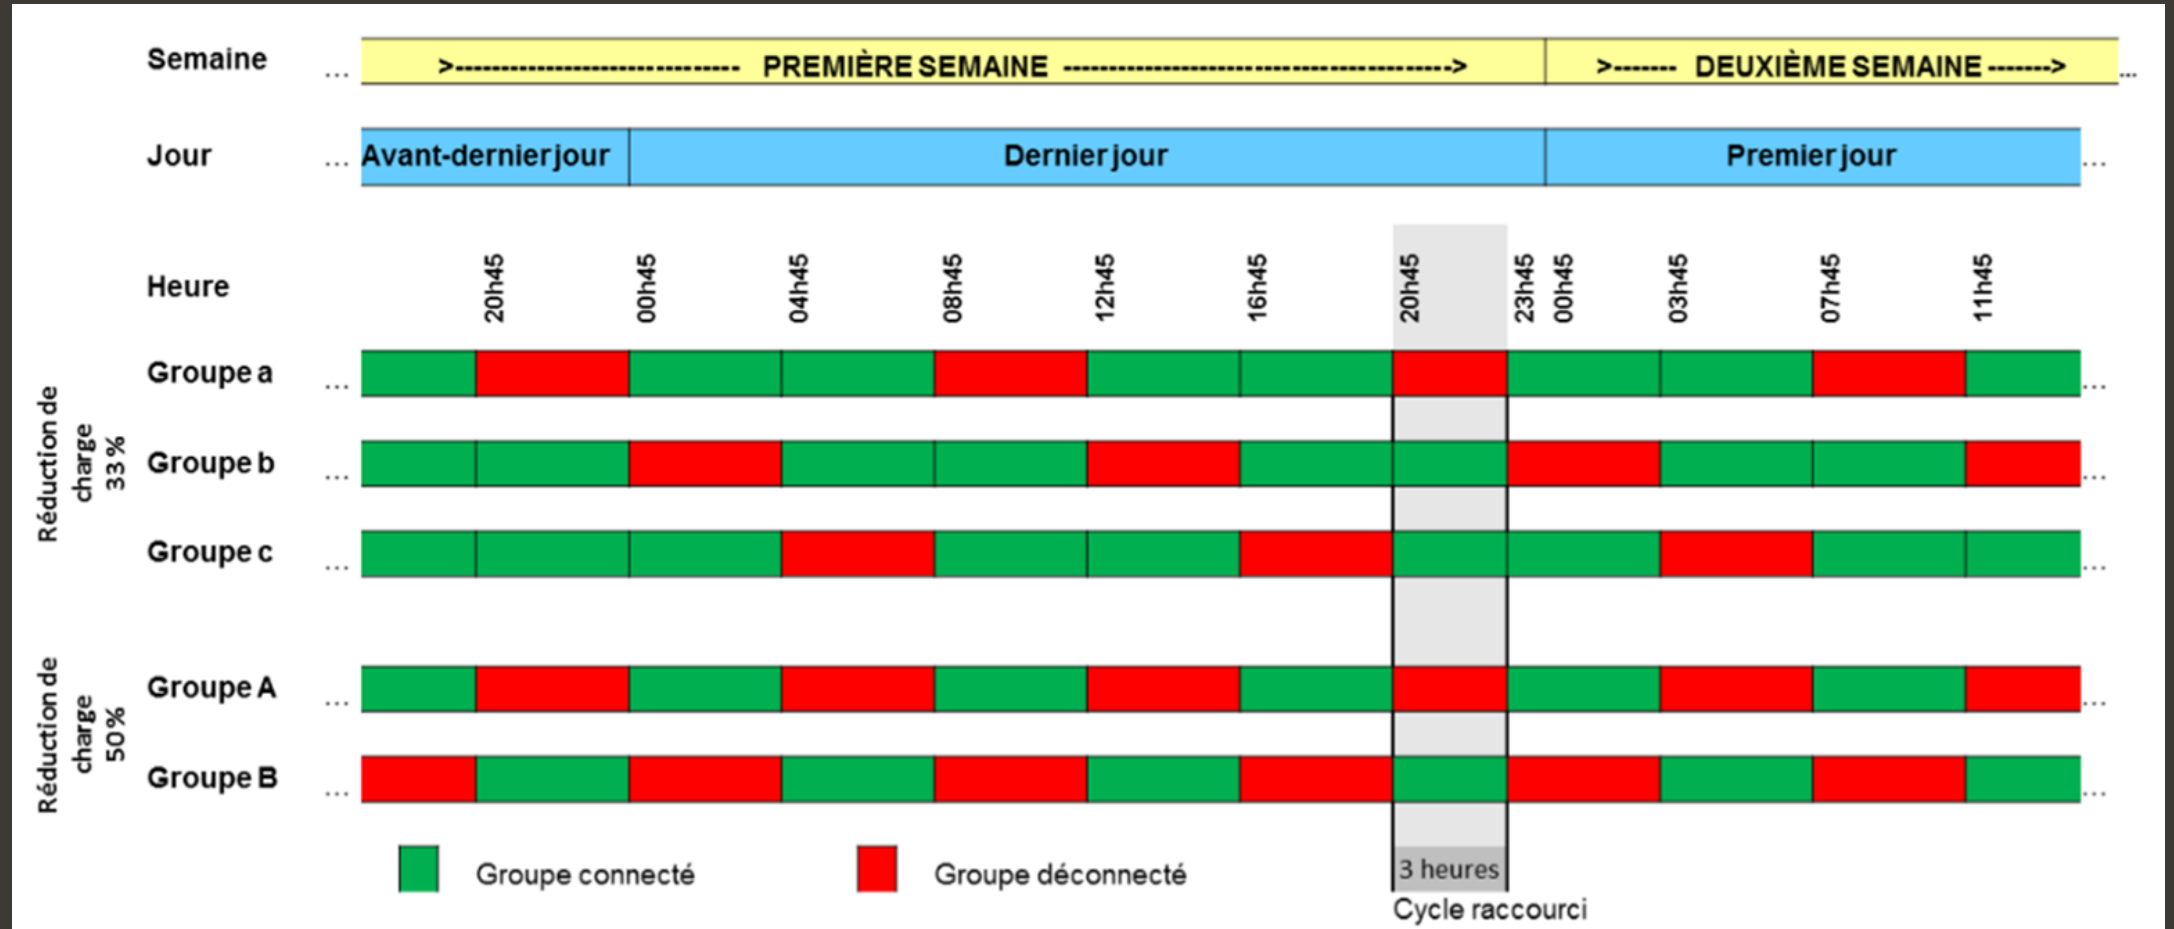 Semaine ... >------------------------------- PREMIÈRE SEMAINE ------------------------------------------> >------- DEUXIÈME SEMAINE -------> ...
Jour ... Avant-dernier jour Dernier jour Premier jour ...
Heure 20h45 00h45 04h45 08h45 12h45 16h45 20h45 23h45 00h45 03h45 07h45 11h45
Réduction de
charge
33 %
Groupe a ... ...
Groupe b ... ...
Groupe c ... ...
Réduction de
charge
50%
Groupe A ... ...
Groupe B ... ...
Groupe connecté Groupe déconnecté 3 heures
Cycle raccourci